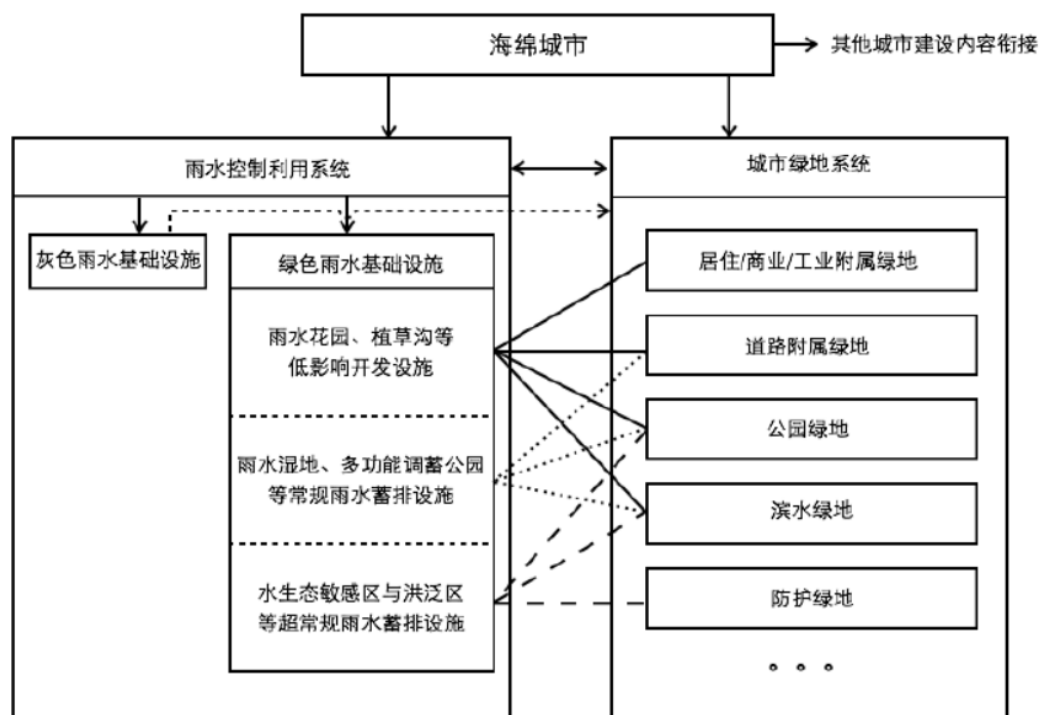 海绵城市
其他城市建设内容衔接
雨水控制利用系统
灰色雨水基础设施
绿色雨水基础设施
雨水花园、植草沟等
低影响开发设施
雨水湿地、多功能调蓄公园
等常规雨水蓄排设施
水生态敏感区与洪泛区
等超常规雨水蓄排设施
城市绿地系统
居住/商业/工业附属绿地
道路附属绿地
公园绿地
滨水绿地
防护绿地
。。。